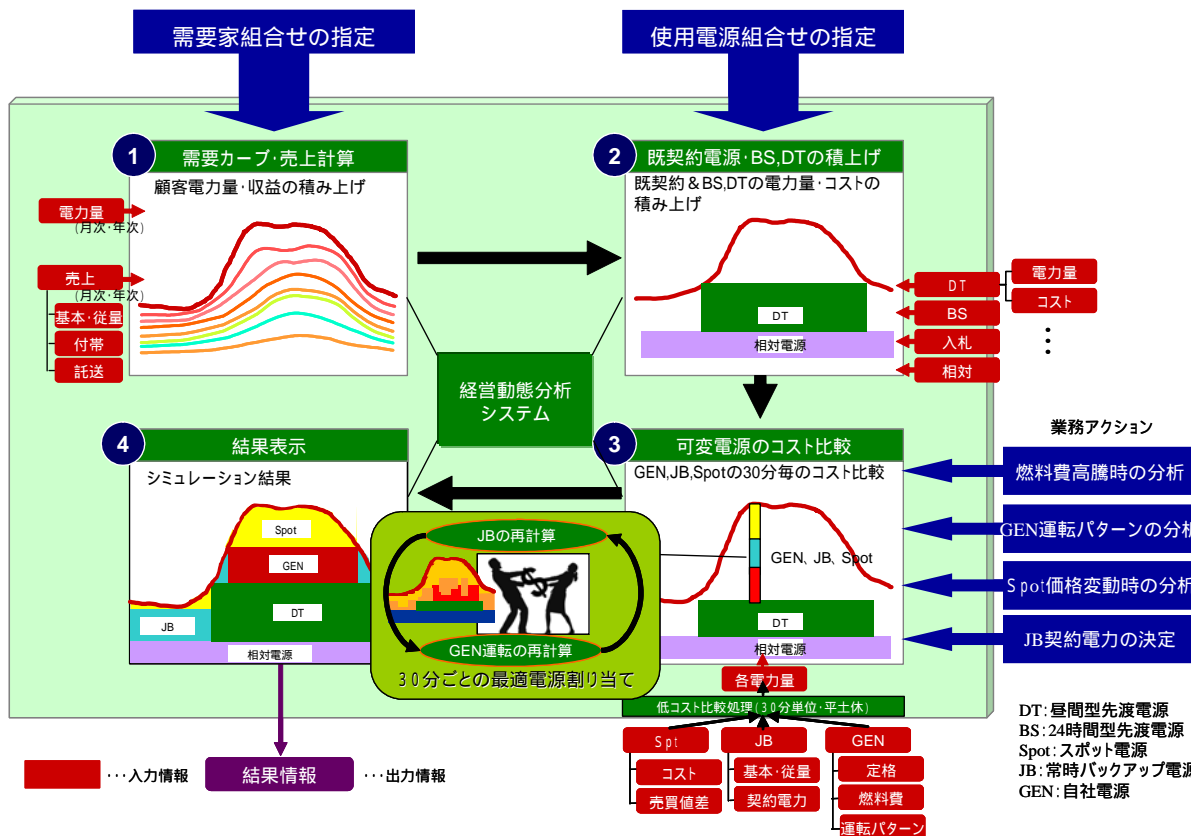 需要家組合せの指定
使用電源組合せの指定
1
需要カーブ・売上計算
顧客電力量・収益の積み上げ
電力量
(月次・年次)
売上
(月次・年次)
基本・従量
付帯
託送
2
既契約電源・BS,DTの積上げ
既契約＆BS,DTの電力量・コストの
積み上げ
DT
相対電源
DT
電力量
コスト
BS
入札
相対
⋮
経営動態分析
システム
4
結果表示
シミュレーション結果
Spot
GEN
DT
JB
相対電源
JBの再計算
GEN運転の再計算
30分ごとの最適電源割り当て
3
可変電源のコスト比較
GEN,JB,Spotの30分毎のコスト比較
GEN、JB、Spot
DT
相対電源
各電力量
低コスト比較処理(30分単位・平土休)
業務アクション
燃料費高騰時の分析
GEN運転パターンの分析
Spot価格変動時の分析
JB契約電力の決定
Spt
コスト
売買値差
JB
基本・従量
契約電力
GEN
定格
燃料費
運転パターン
DT:昼間型先渡電源
BS:24時間型先渡電源
Spot:スポット電源
JB:常時バックアップ電源
GEN:自社電源
･･･入力情報
結果情報
･･･出力情報